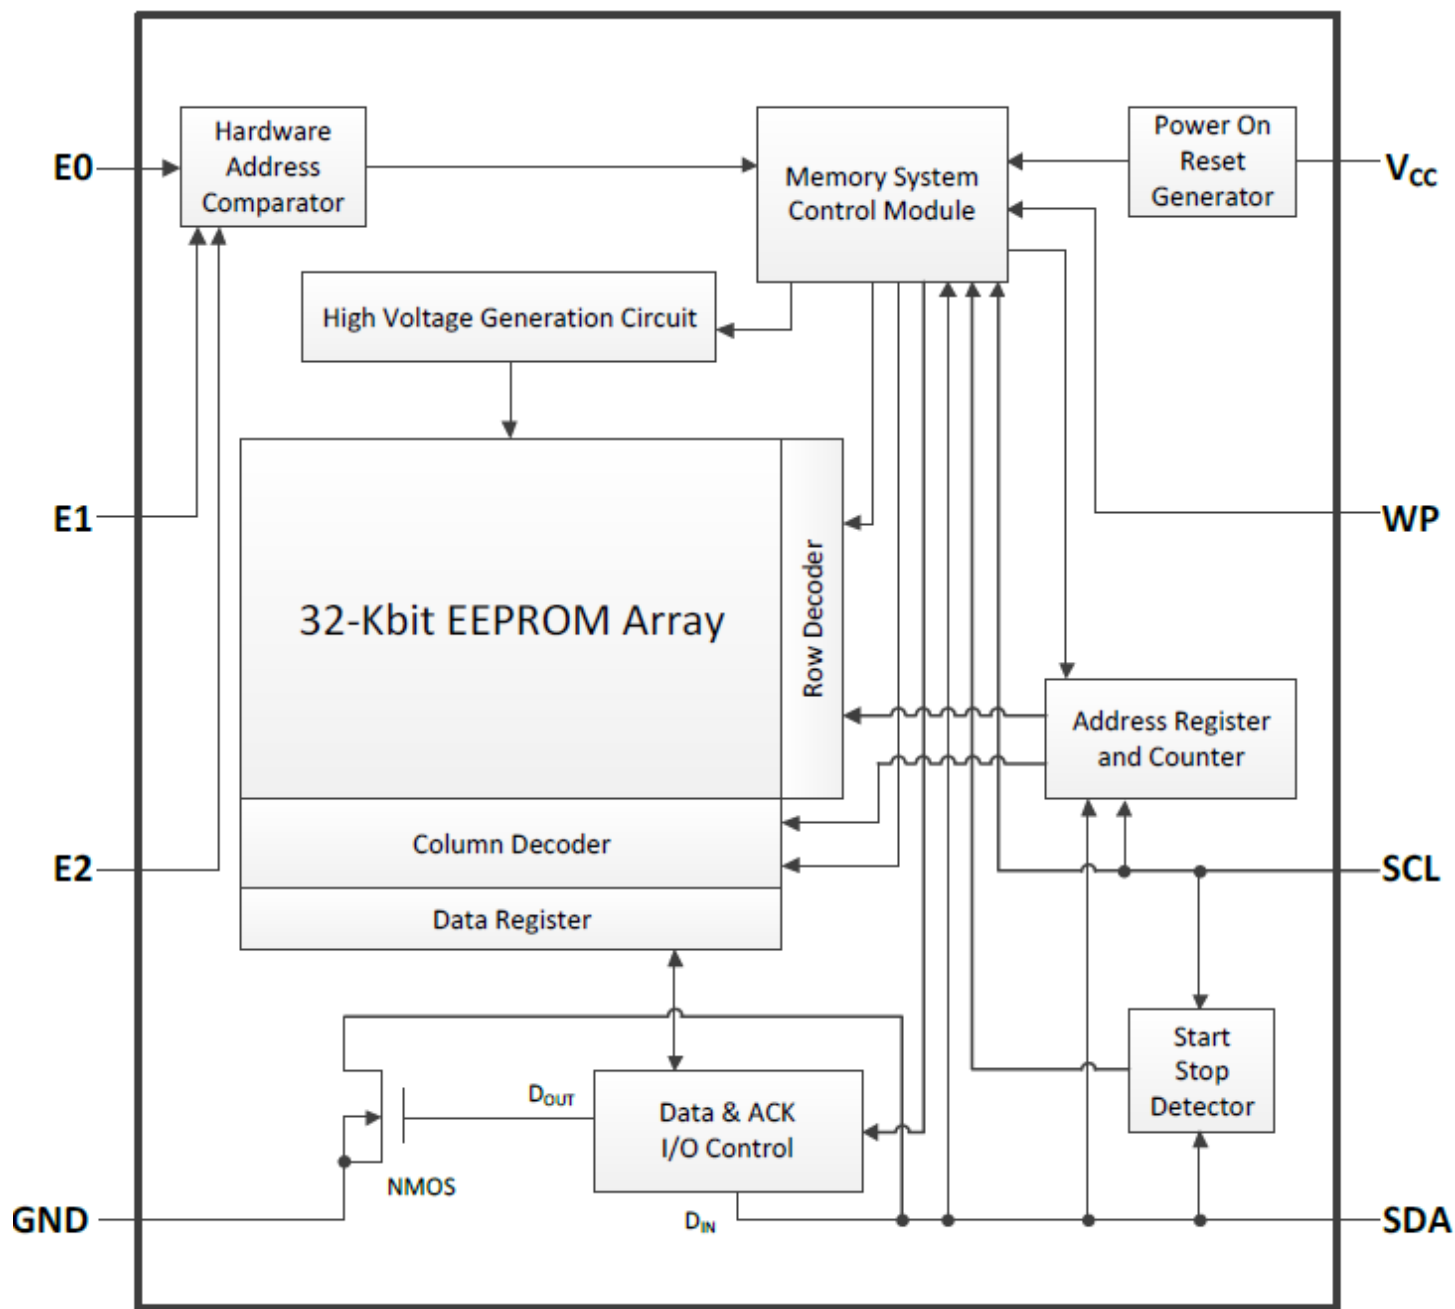 Hardware
Address
Comparator
Memory System
Control Module
Power On
Reset
Generator
E0
VCC
High Voltage Generation Circuit
E1
WP
32-Kbit EEPROM Array
Row Decoder
Address Register
and Counter
Column Decoder
E2
SCL
Data Register
Start
Stop
Detector
DOUT
Data & ACK
I/O Control
NMOS
GND
DIN
SDA